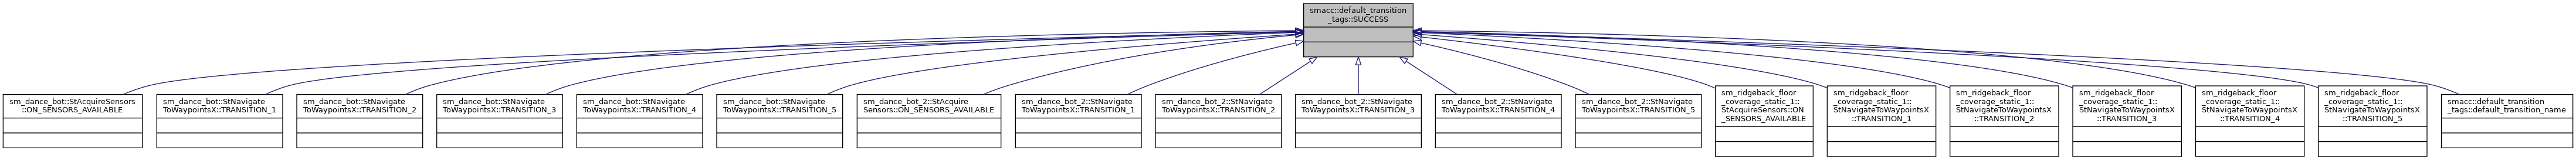 smacc::default_transition
_tags::SUCCESS
sm_dance_bot::StAcquireSensors
::ON_SENSORS_AVAILABLE
sm_dance_bot::StNavigate
ToWaypointsX::TRANSITION_1
sm_dance_bot::StNavigate
ToWaypointsX::TRANSITION_2
sm_dance_bot::StNavigate
ToWaypointsX::TRANSITION_3
sm_dance_bot::StNavigate
ToWaypointsX::TRANSITION_4
sm_dance_bot::StNavigate
ToWaypointsX::TRANSITION_5
sm_dance_bot_2::StAcquire
Sensors::ON_SENSORS_AVAILABLE
sm_dance_bot_2::StNavigate
ToWaypointsX::TRANSITION_1
sm_dance_bot_2::StNavigate
ToWaypointsX::TRANSITION_2
sm_dance_bot_2::StNavigate
ToWaypointsX::TRANSITION_3
sm_dance_bot_2::StNavigate
ToWaypointsX::TRANSITION_4
sm_dance_bot_2::StNavigate
ToWaypointsX::TRANSITION_5
sm_ridgeback_floor
_coverage_static_1::
StAcquireSensors::ON
_SENSORS_AVAILABLE
sm_ridgeback_floor
_coverage_static_1::
StNavigateToWaypointsX
::TRANSITION_1
sm_ridgeback_floor
_coverage_static_1::
StNavigateToWaypointsX
::TRANSITION_2
sm_ridgeback_floor
_coverage_static_1::
StNavigateToWaypointsX
::TRANSITION_3
sm_ridgeback_floor
_coverage_static_1::
StNavigateToWaypointsX
::TRANSITION_4
sm_ridgeback_floor
_coverage_static_1::
StNavigateToWaypointsX
::TRANSITION_5
smacc::default_transition
_tags::default_transition_name